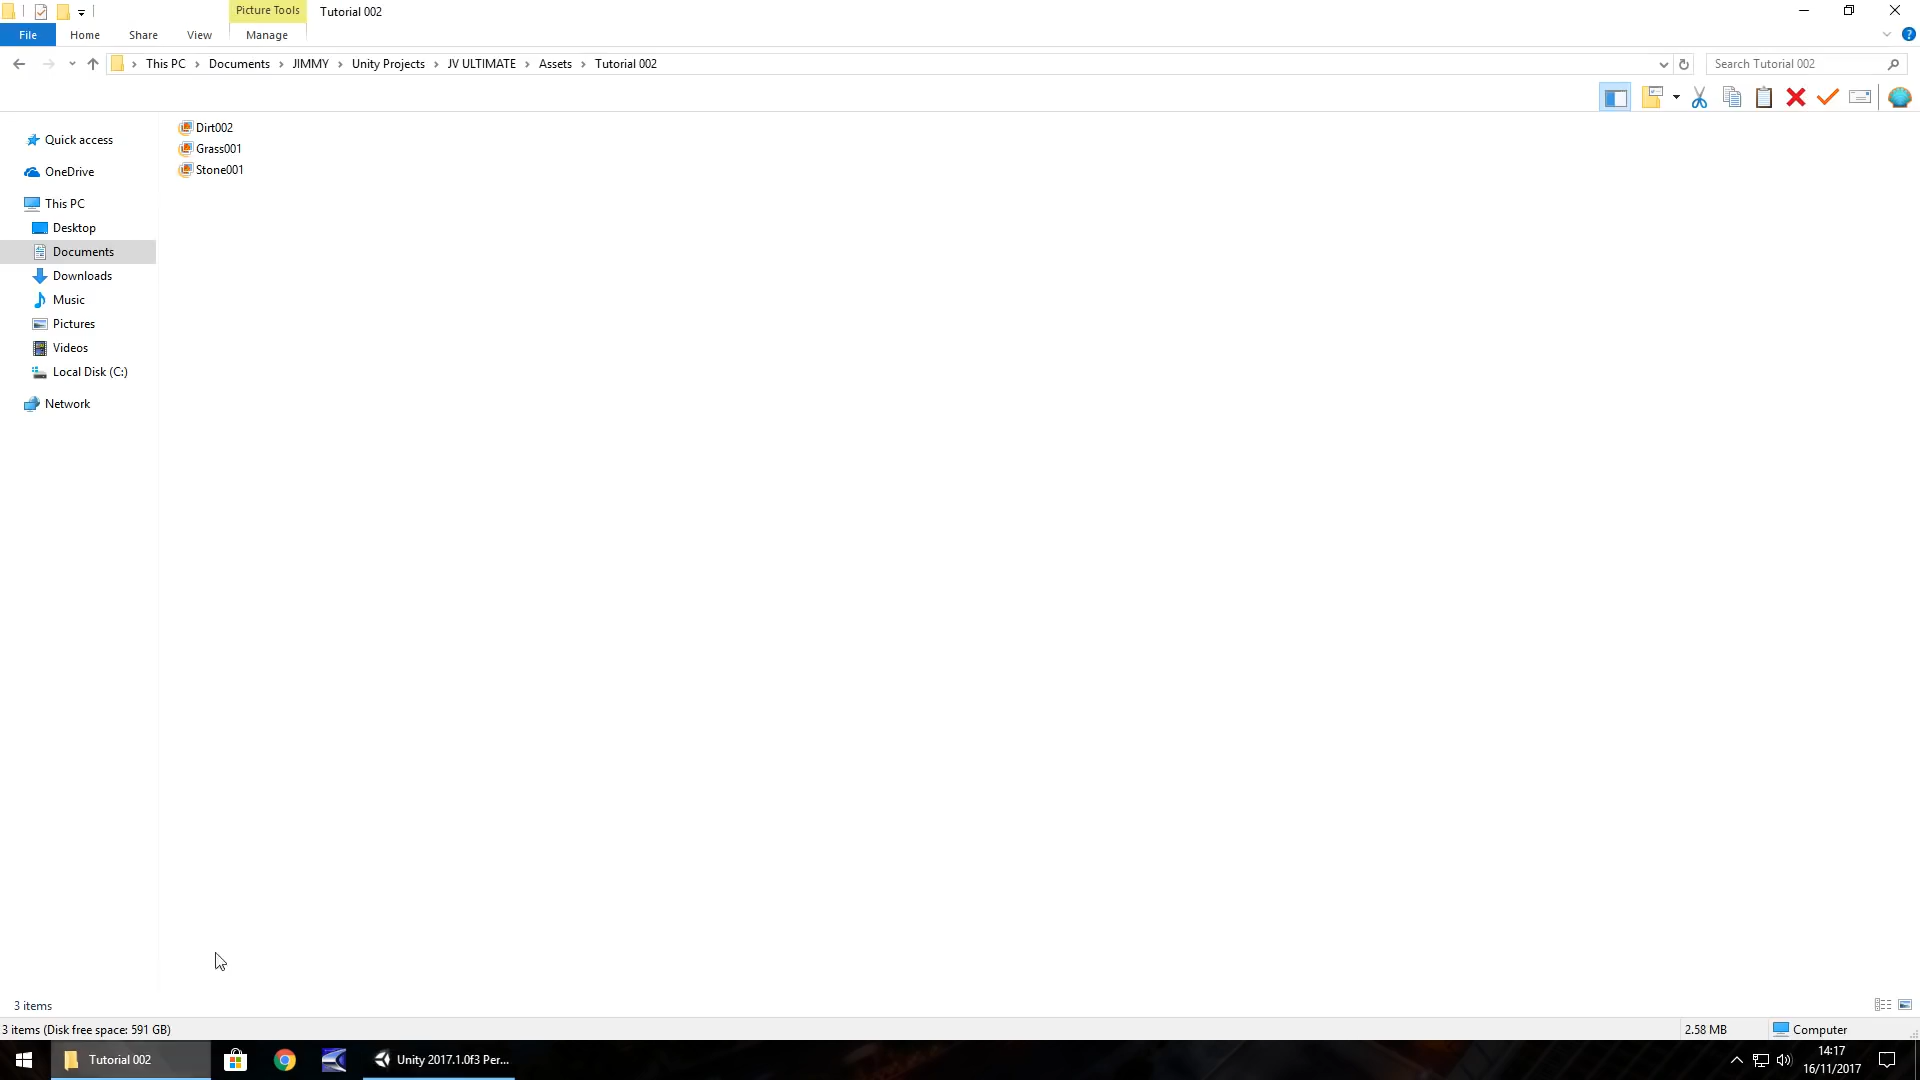 Picture Tools
Tutorial 002
File
Home
Share
View
Manage
This PC > Documents > JIMMY > Unity Projects > JV ULTIMATE > Assets > Tutorial 002
Search Tutorial 002
Quick access
OneDrive
This PC
Desktop
Documents
Downloads
Music
Pictures
Videos
Local Disk (C:)
Network
Dirt002
Grass001
Stone001
3 items
3 items (Disk free space: 591 GB)
2.58 MB
Computer
Tutorial 002
Unity 2017.1.0f3 Per...
14:17
16/11/2017